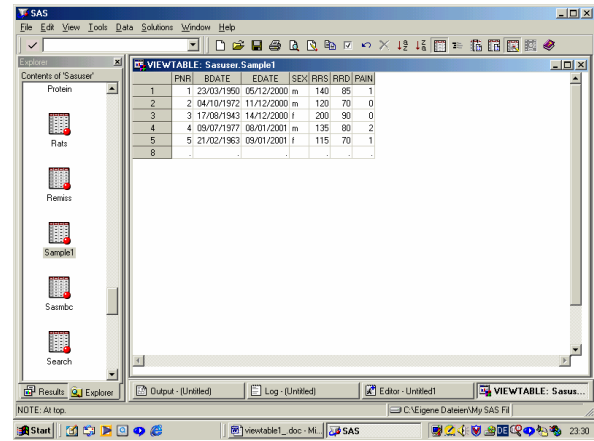 SAS
File Edit View Tools Data Solutions Window Help
Explorer
Contents of 'Sasuser'
Protein
Rats
Remiss
Sample1
Sasmbc
Search
VIEWTABLE: Sasuser.Sample1
PNR BDATE EDATE SEX RRS RRD PAIN
1 1 23/03/1950 05/12/2000 m 140 85 1
2 2 04/10/1972 11/12/2000 m 120 70 0
3 3 17/08/1943 14/12/2000 f 200 90 0
4 4 09/07/1977 08/01/2001 m 135 80 2
5 5 21/02/1963 09/01/2001 f 115 70 1
8 . . . . . .
Results Explorer
Output - (Untitled) Log - (Untitled) Editor - Untitled1 VIEWTABLE: Sasus...
NOTE: At top. C:\Eigene Dateien\My SAS Fil
Start viewtable1_.doc - Mi... SAS 23:30